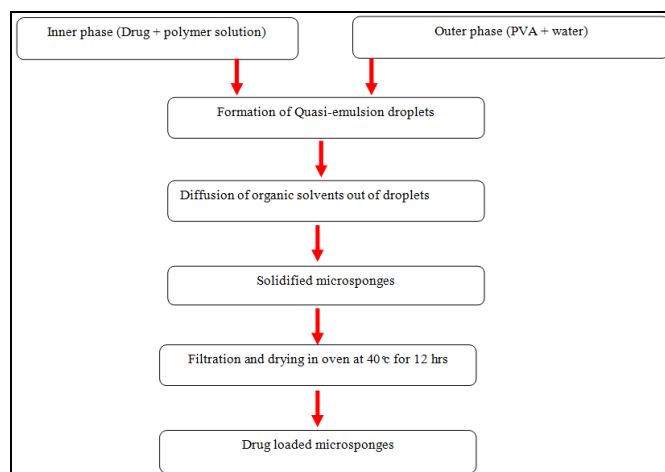 Inner phase (Drug + polymer solution)
Outer phase (PVA + water)
Formation of Quasi-emulsion droplets
Diffusion of organic solvents out of droplets
Solidified microsponges
Filtration and drying in oven at 40℃ for 12 hrs
Drug loaded microsponges